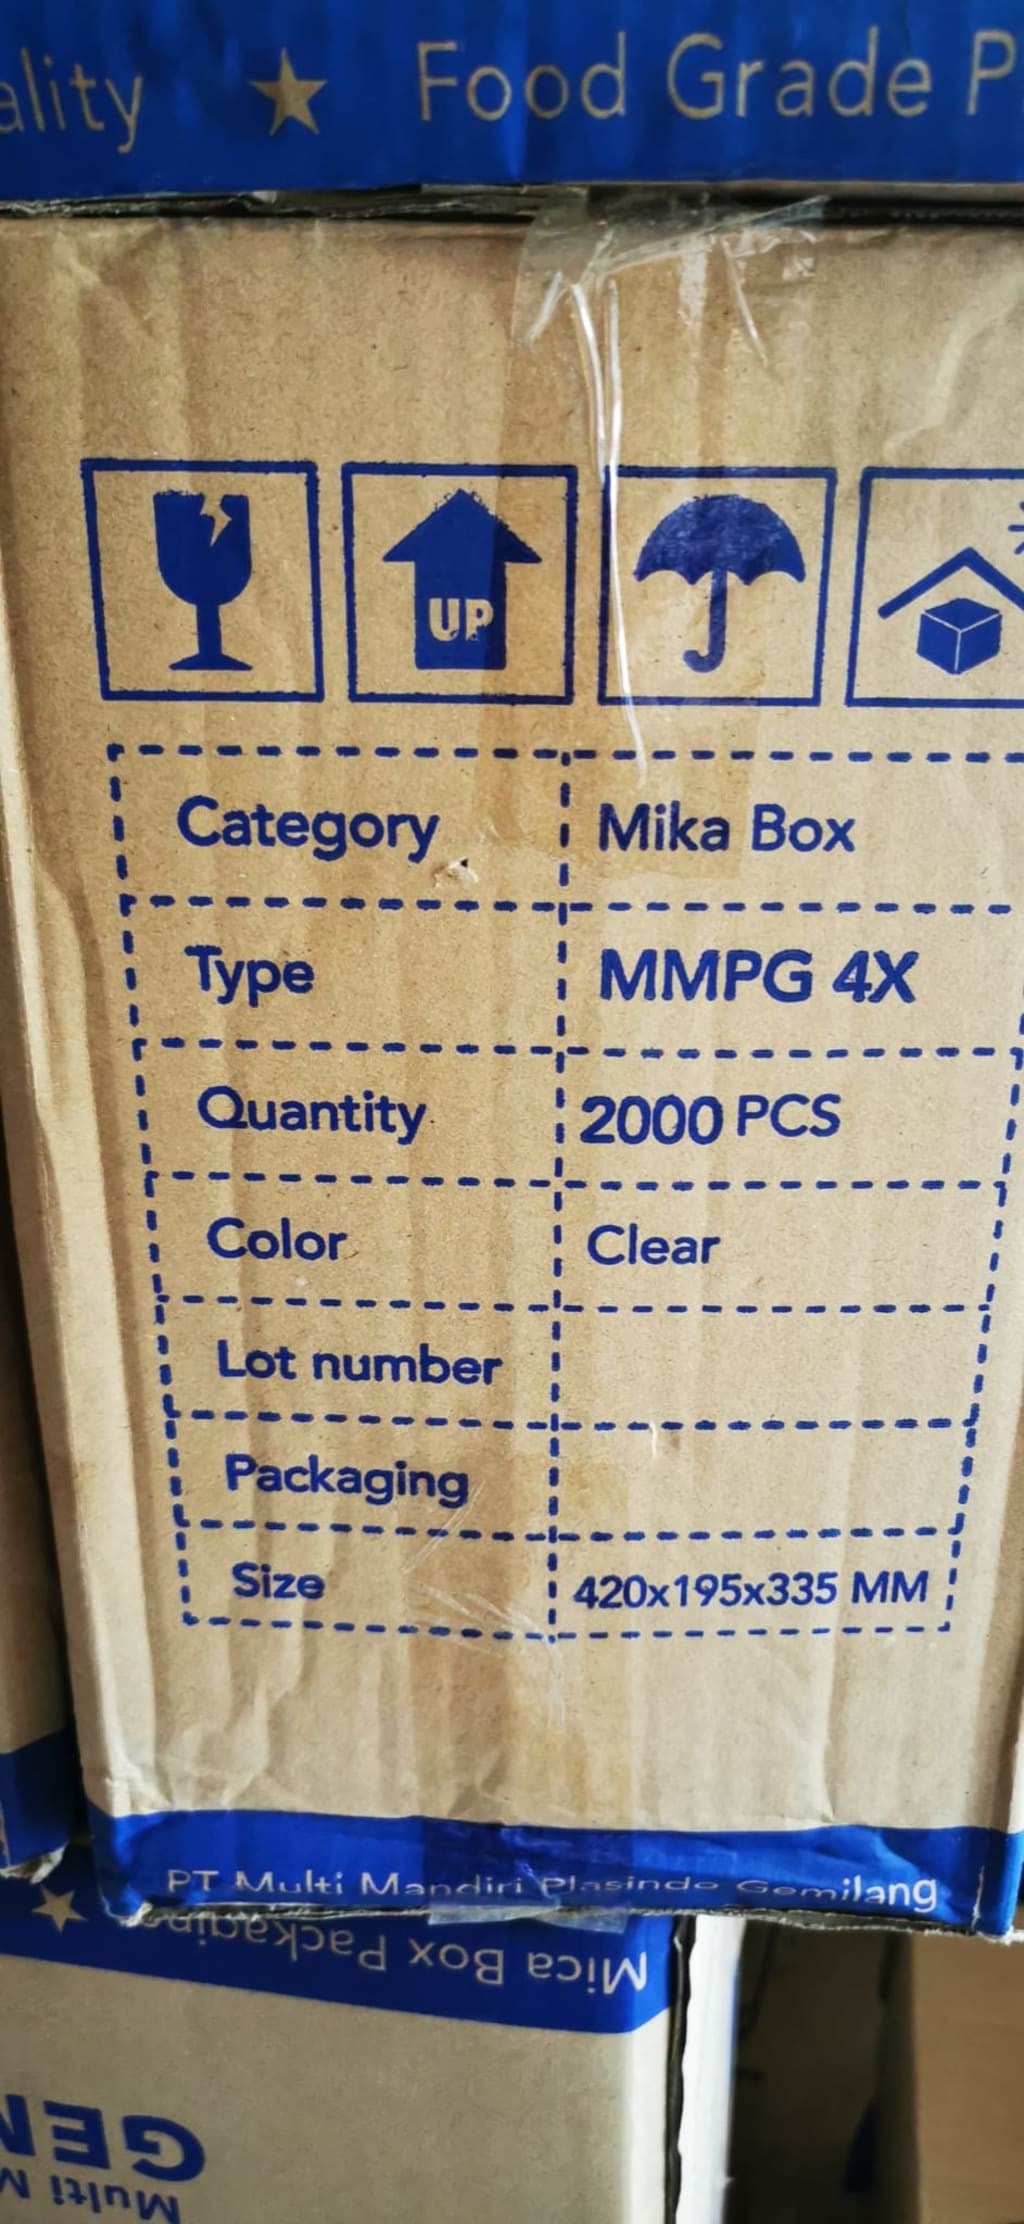 ality ★ Food Grade P
UP
Category Mika Box
Type MMPG 4X
Quantity 2000 PCS
Color Clear
Lot number
Packaging
Size 420x195x335 MM
PT Multi Mandiri Plasindo Gemilang
Mica Box Packaging ★
GEN
Multi M